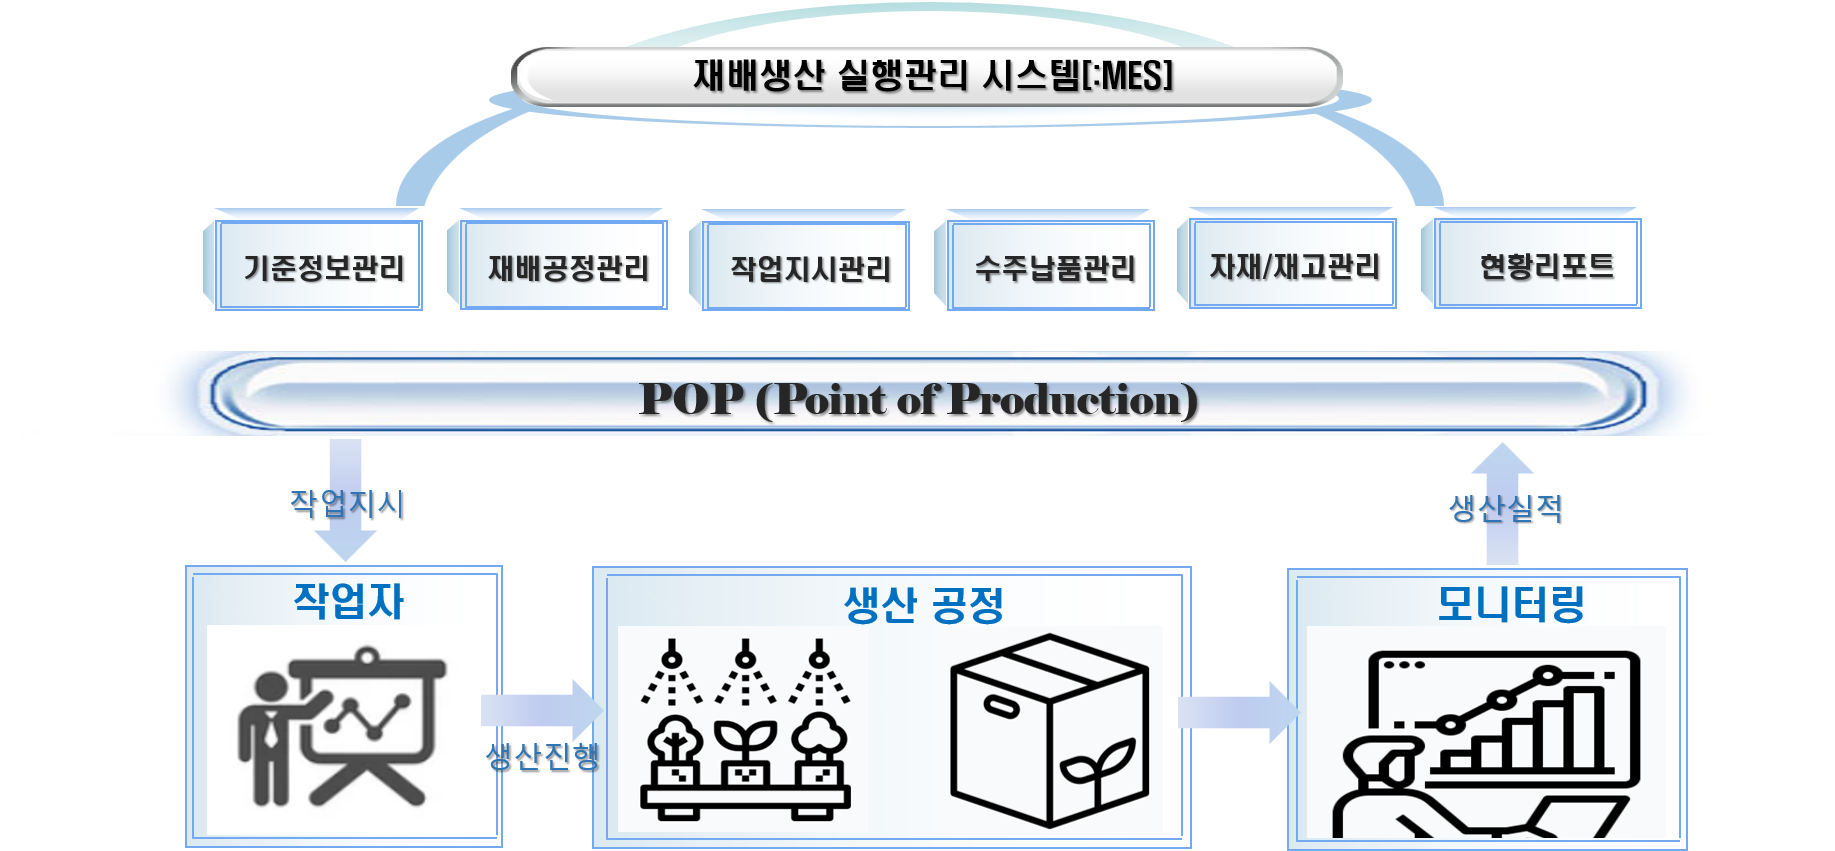 재배생산 실행관리 시스템[:MES]
기준정보관리
재배공정관리
작업지시관리
수주납품관리
자재/재고관리
현황리포트
POP (Point of Production)
작업지시
생산실적
작업자
생산 공정
모니터링
생산진행